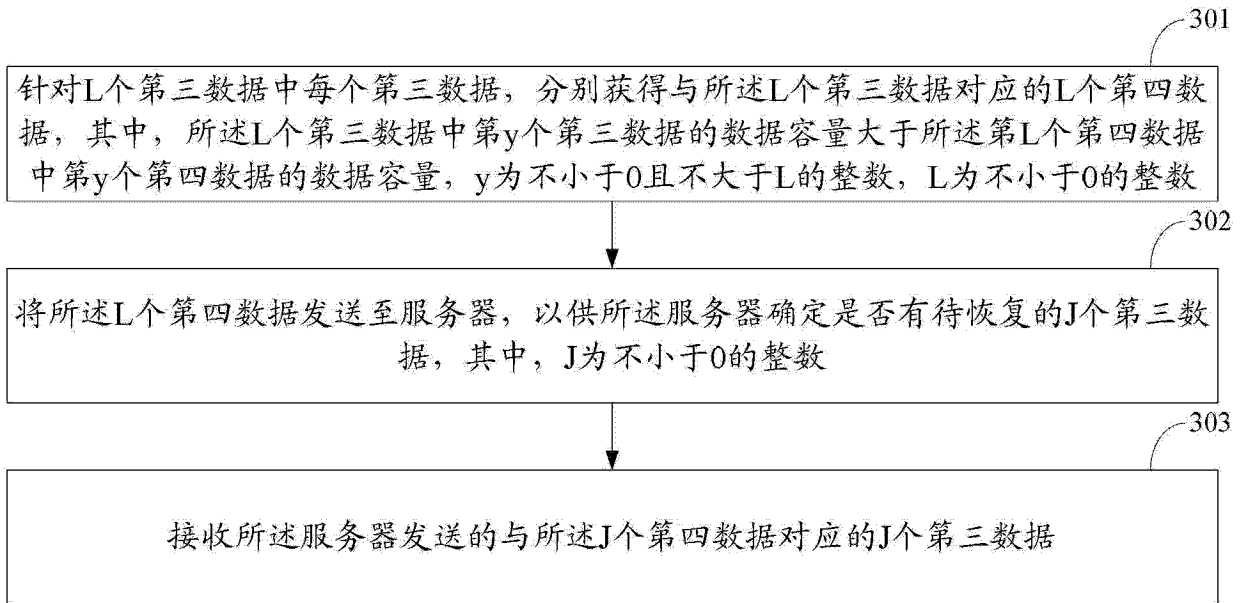 301
针对L个第三数据中每个第三数据，分别获得与所述L个第三数据对应的L个第四数
据，其中，所述L个第三数据中第y个第三数据的数据容量大于所述第L个第四数据
中第y个第四数据的数据容量，y为不小于0且不大于L的整数，L为不小于0的整数
302
将所述L个第四数据发送至服务器，以供所述服务器确定是否有待恢复的J个第三数
据，其中，J为不小于0的整数
303
接收所述服务器发送的与所述J个第四数据对应的J个第三数据